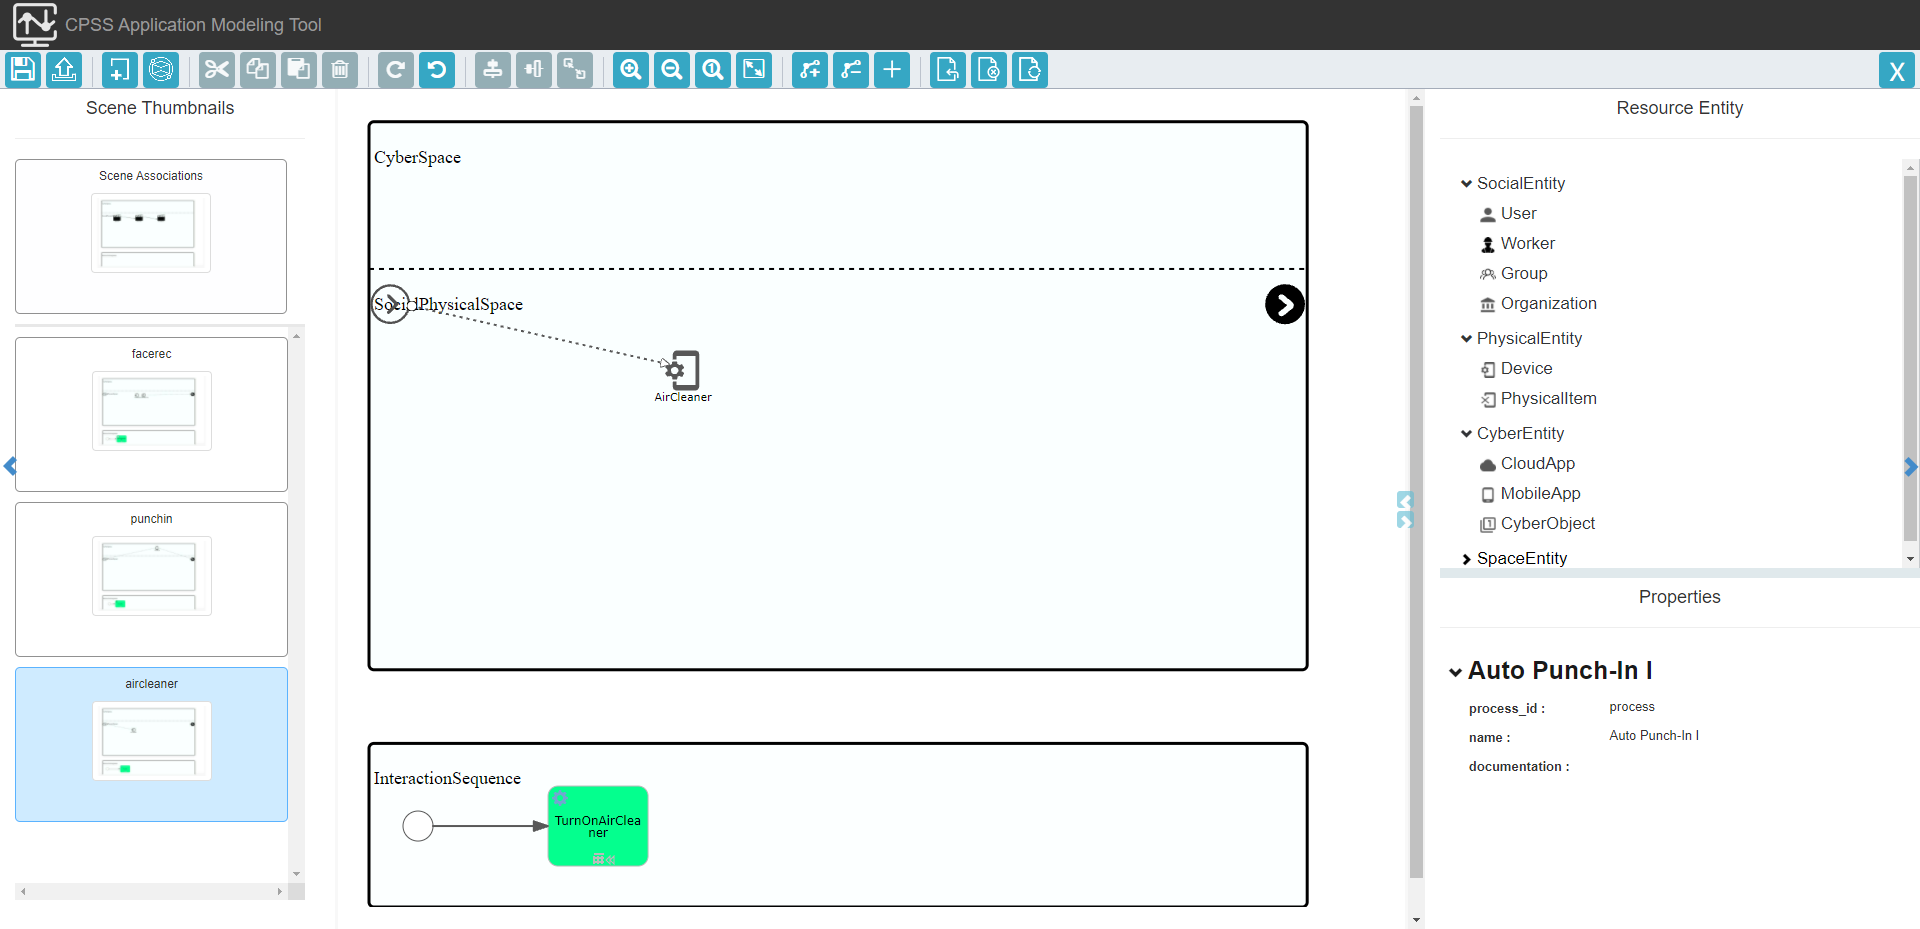 CPSS Application Modeling Tool
X
Scene Thumbnails
Scene Associations
facerec
punchin
aircleaner
CyberSpace
SocialPhysicalSpace
AirCleaner
InteractionSequence
TurnOnAirClea
ner
Resource Entity
SocialEntity
User
Worker
Group
Organization
PhysicalEntity
Device
PhysicalItem
CyberEntity
CloudApp
MobileApp
CyberObject
SpaceEntity
Properties
Auto Punch-In I
process_id : process
name : Auto Punch-In I
documentation :